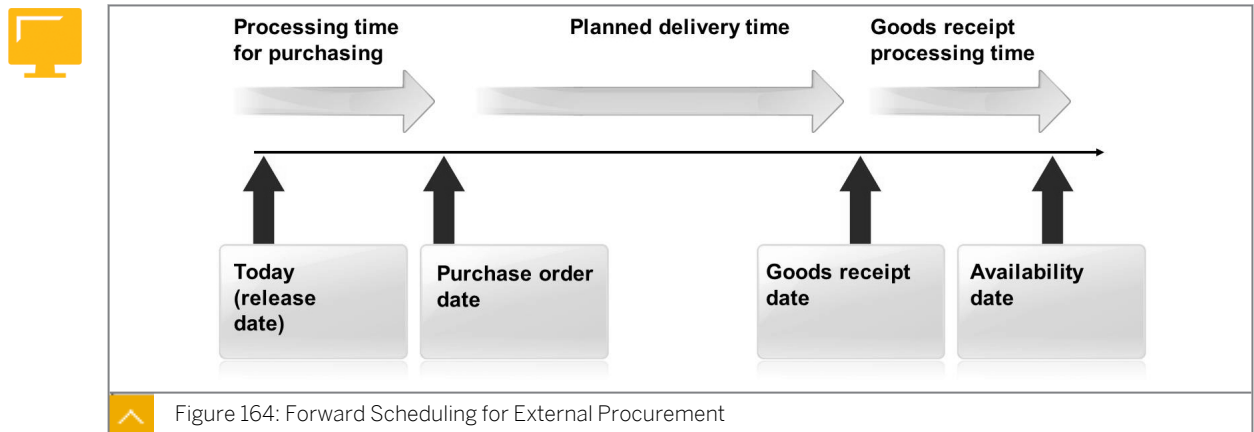 Processing time
for purchasing
Planned delivery time
Goods receipt
processing time
Today
(release
date)
Purchase order
date
Goods receipt
date
Availability
date
Figure 164: Forward Scheduling for External Procurement